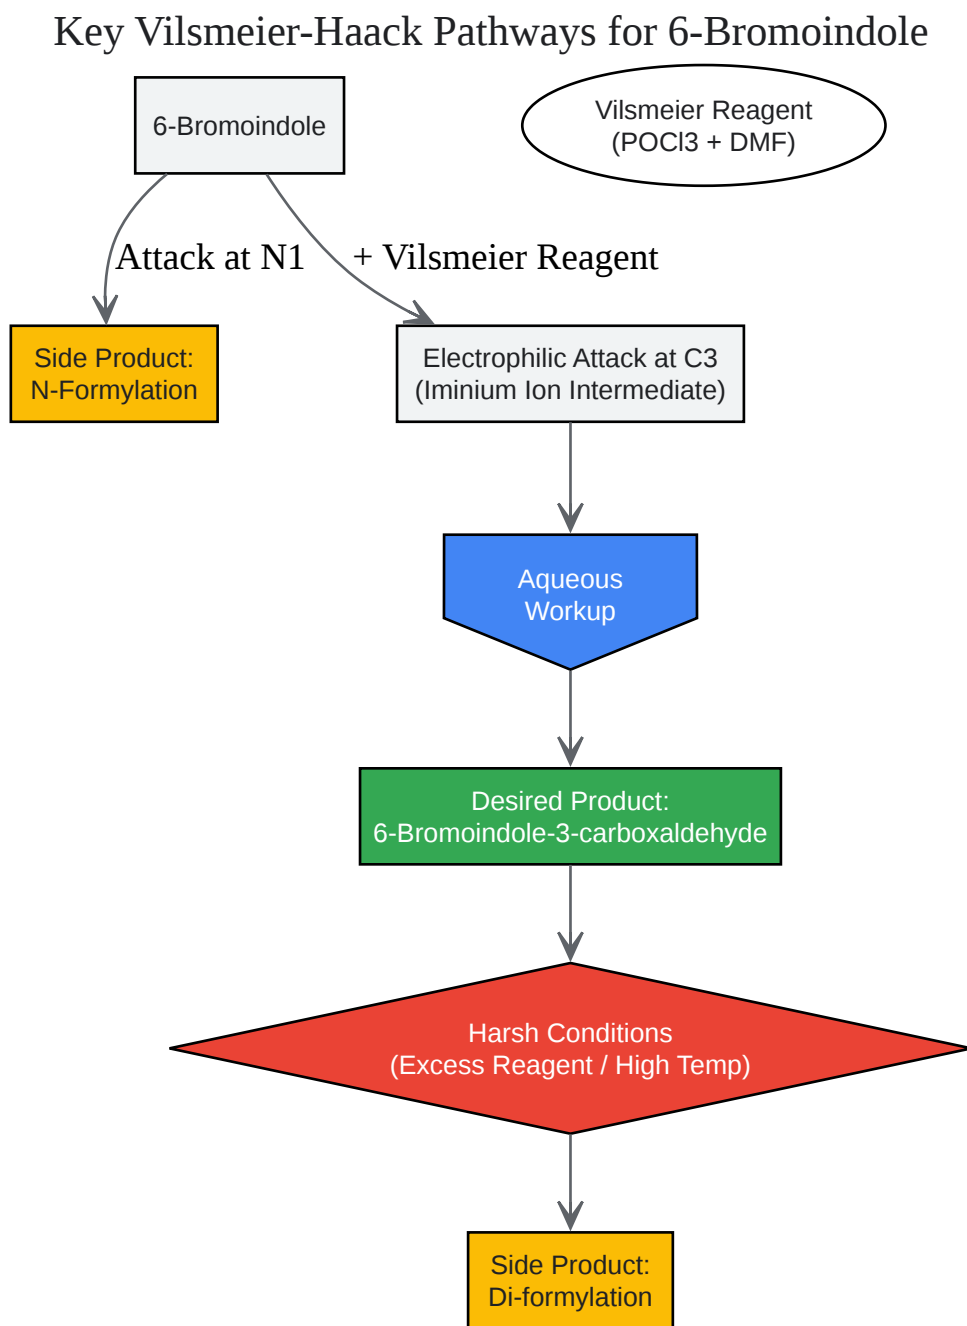 Key Vilsmeier-Haack Pathways for 6-Bromoindole
6-Bromoindole
Vilsmeier Reagent
(POCl3 + DMF)
Attack at N1
+ Vilsmeier Reagent
Side Product:
N-Formylation
Electrophilic Attack at C3
(Iminium Ion Intermediate)
Aqueous
Workup
Desired Product:
6-Bromoindole-3-carboxaldehyde
Harsh Conditions
(Excess Reagent / High Temp)
Side Product:
Di-formylation